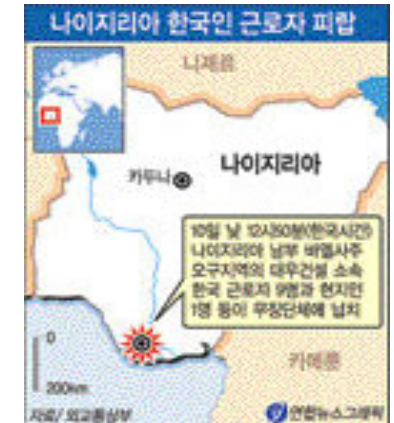 나이지리아 한국인 근로자 피랍
니제르
나이지리아
카두나
10일 낮 12시50분(한국시간)
나이지리아 남부 바옐사주
오구지역의 대우건설 소속
한국 근로자 9명과 현지인
1명 등이 무장단체에 납치
카메룬
0
200km
자료/ 외교통상부
연합뉴스그래픽